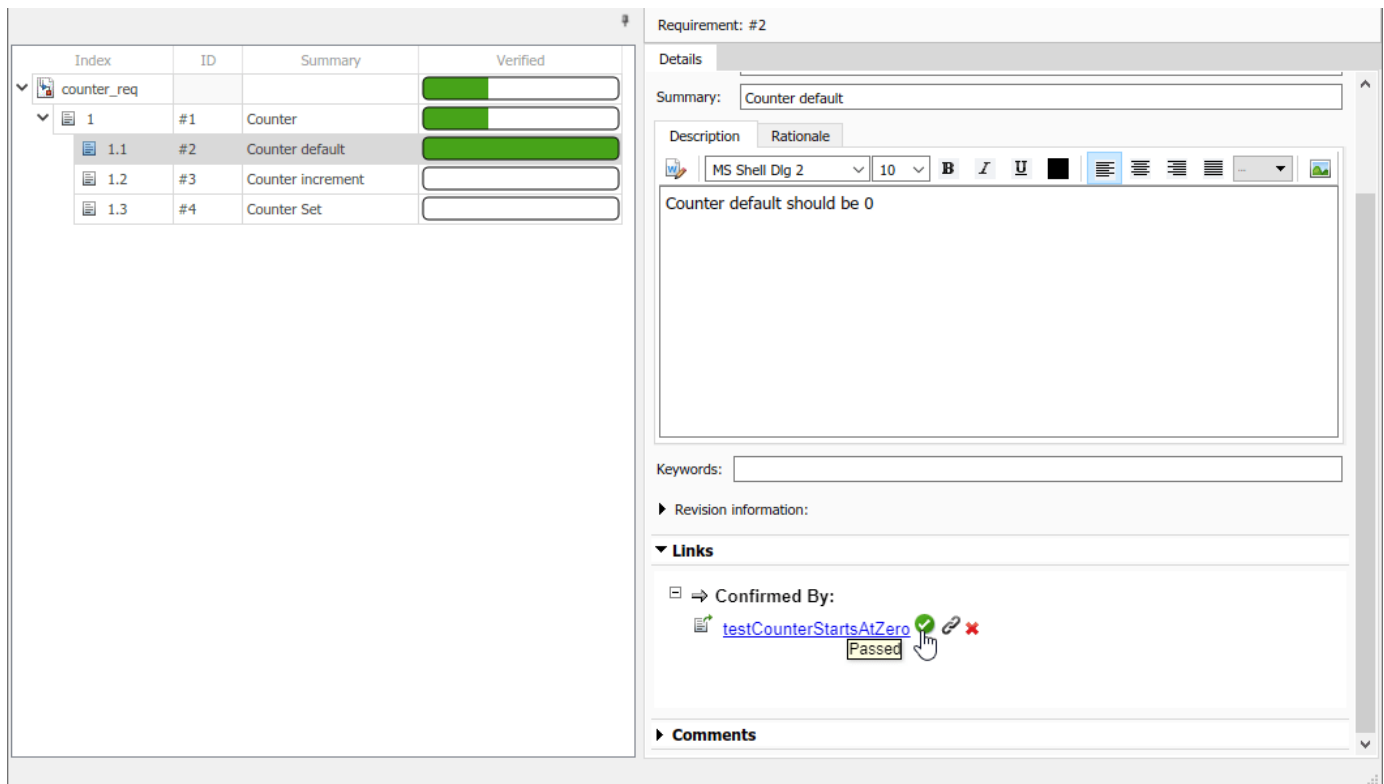 Requirement: #2
Index ID Summary Verified
Details
counter_req
Summary: Counter default
1 #1 Counter
Description Rationale
1.1 #2 Counter default
MS Shell Dlg 2 10 B I U ...
1.2 #3 Counter increment
1.3 #4 Counter Set
Counter default should be 0
Keywords:
Revision information:
Links
Confirmed By:
testCounterStartsAtZero
Passed
Comments